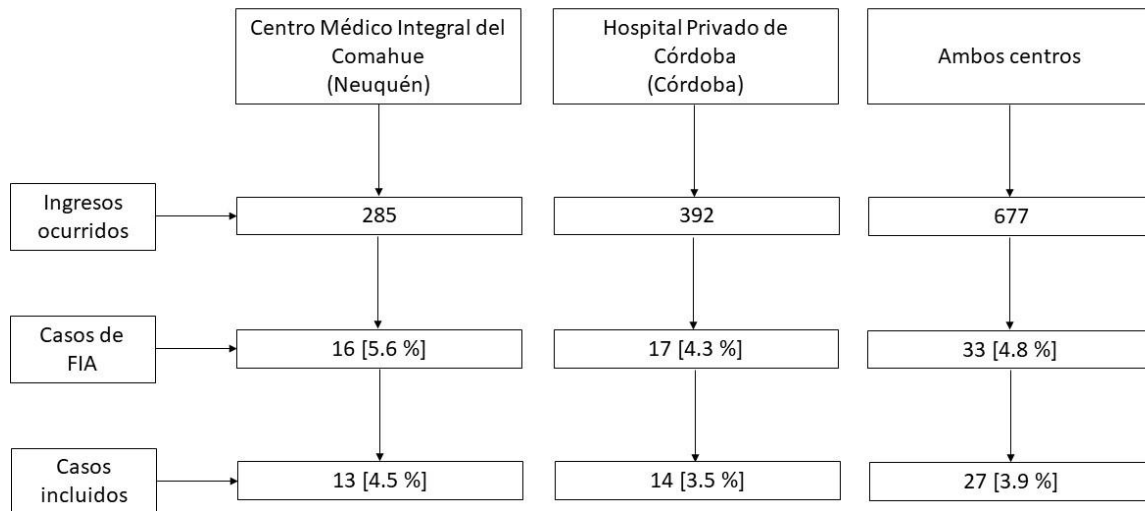 Centro Médico Integral del
Comahue
(Neuquén)
Hospital Privado de
Córdoba
(Córdoba)
Ambos centros
Ingresos
ocurridos
285
392
677
Casos de
FIA
16 [5.6 %]
17 [4.3 %]
33 [4.8 %]
Casos
incluidos
13 [4.5 %]
14 [3.5 %]
27 [3.9 %]